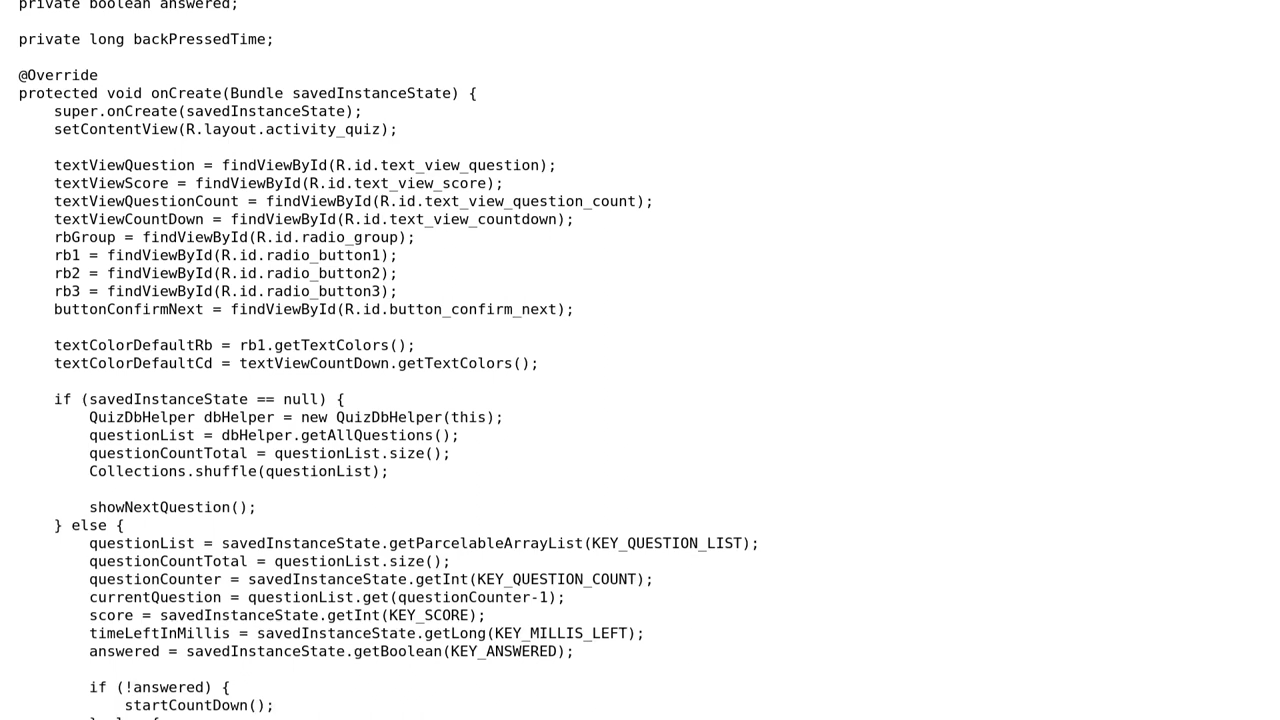 private boolean answered;
private long backPressedTime;
@Override
protected void onCreate(Bundle savedInstanceState) {
super.onCreate(savedInstanceState);
setContentView(R.layout.activity_quiz);
textViewQuestion = findViewById(R.id.text_view_question);
textViewScore = findViewById(R.id.text_view_score);
textViewQuestionCount = findViewById(R.id.text_view_question_count);
textViewCountDown = findViewById(R.id.text_view_countdown);
rbGroup = findViewById(R.id.radio_group);
rb1 = findViewById(R.id.radio_button1);
rb2 = findViewById(R.id.radio_button2);
rb3 = findViewById(R.id.radio_button3);
buttonConfirmNext = findViewById(R.id.button_confirm_next);
textColorDefaultRb = rb1.getTextColors();
textColorDefaultCd = textViewCountDown.getTextColors();
if (savedInstanceState == null) {
QuizDbHelper dbHelper = new QuizDbHelper(this);
questionList = dbHelper.getAllQuestions();
questionCountTotal = questionList.size();
Collections.shuffle(questionList);
showNextQuestion();
} else {
questionList = savedInstanceState.getParcelableArrayList(KEY_QUESTION_LIST);
questionCountTotal = questionList.size();
questionCounter = savedInstanceState.getInt(KEY_QUESTION_COUNT);
currentQuestion = questionList.get(questionCounter-1);
score = savedInstanceState.getInt(KEY_SCORE);
timeLeftInMillis = savedInstanceState.getLong(KEY_MILLIS_LEFT);
answered = savedInstanceState.getBoolean(KEY_ANSWERED);
if (!answered) {
startCountDown();
} else {